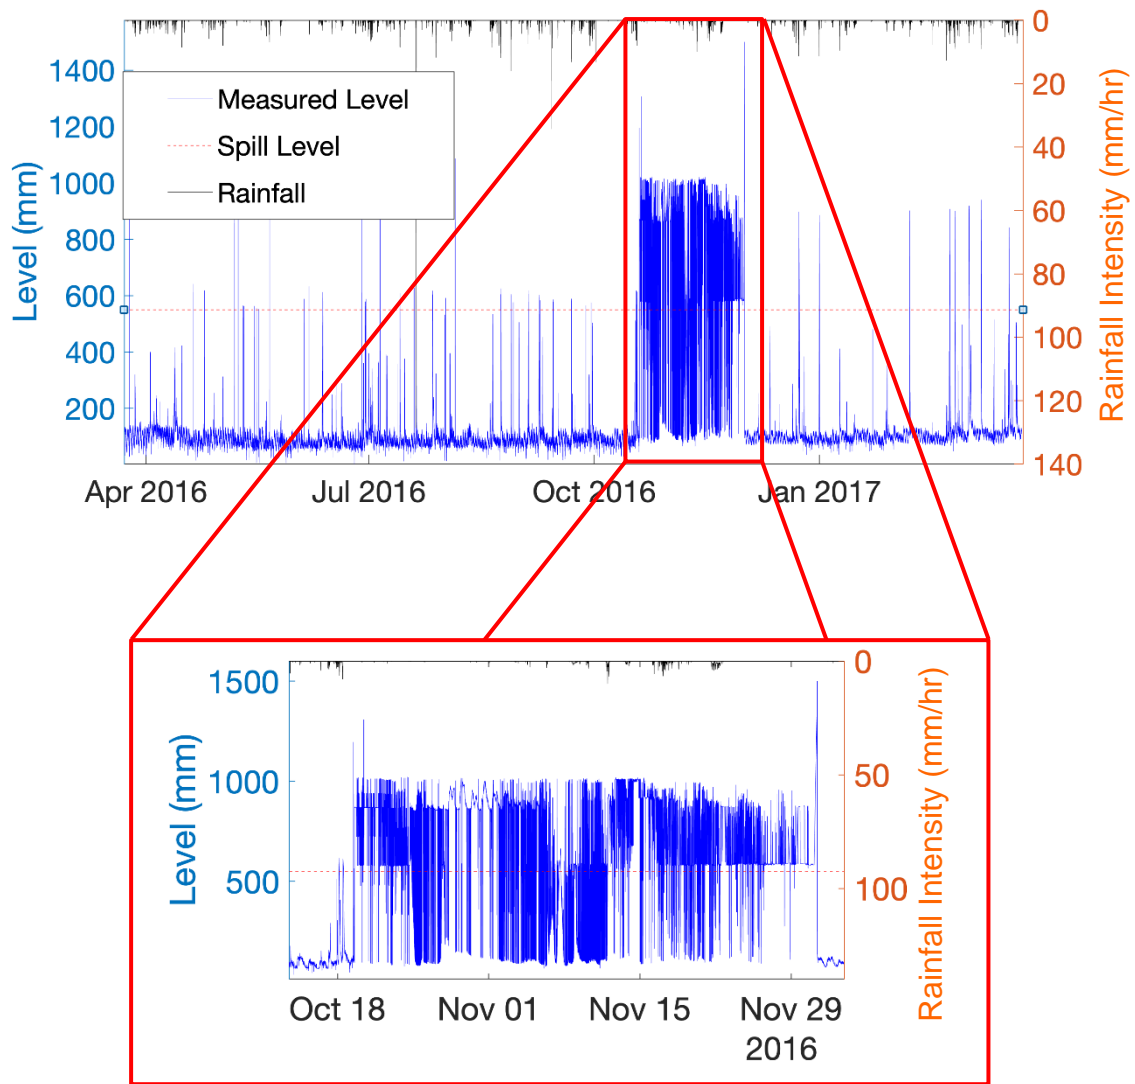 0
1400
Measured Level
20
1200
Spill Level
40
1000
Rainfall
60
800
Level (mm)
Rainfall Intensity (mm/hr)
80
600
100
400
120
200
140
Apr 2016
Jul 2016
Oct 2016
Jan 2017
0
1500
50
1000
Level (mm)
Rainfall Intensity (mm/hr)
500
100
Oct 18
Nov 01
Nov 15
Nov 29
2016